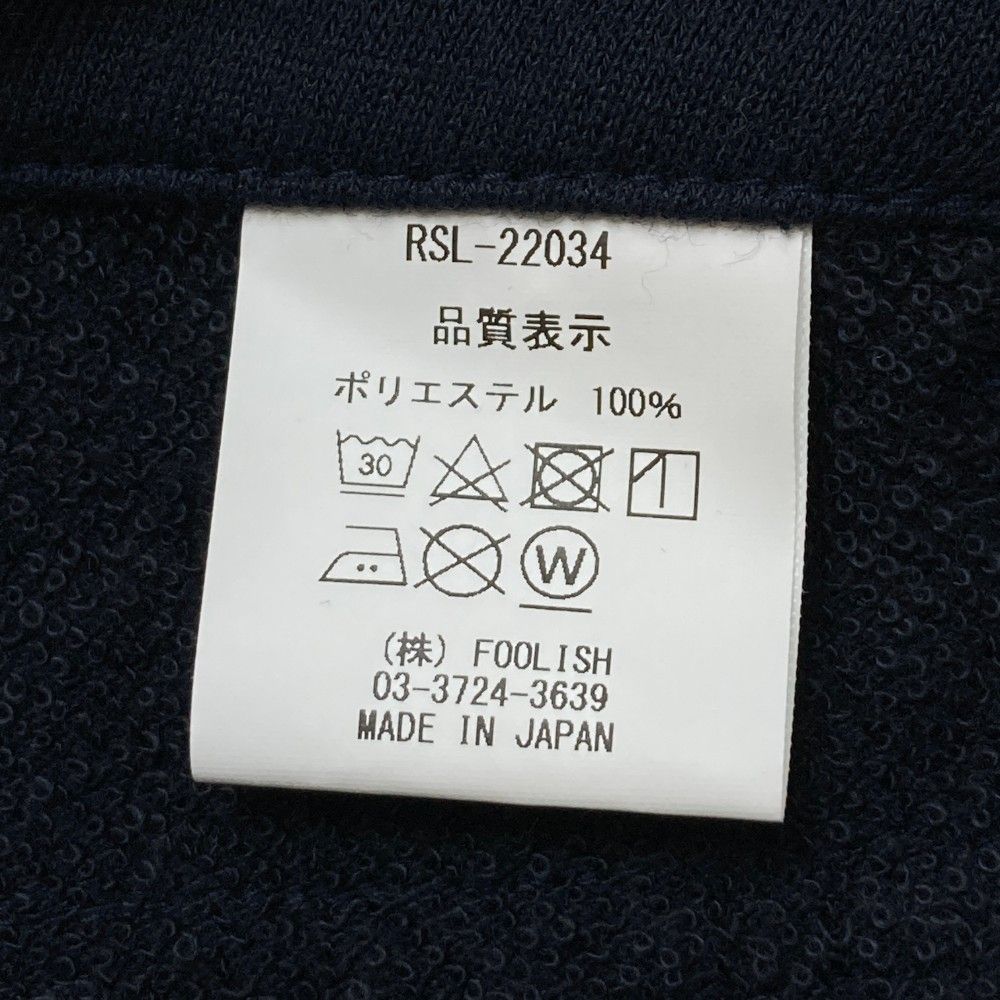 RSL-22034
品質表示
ポリエステル 100%
30
W
(株) FOOLISH
03-3724-3639
MADE IN JAPAN